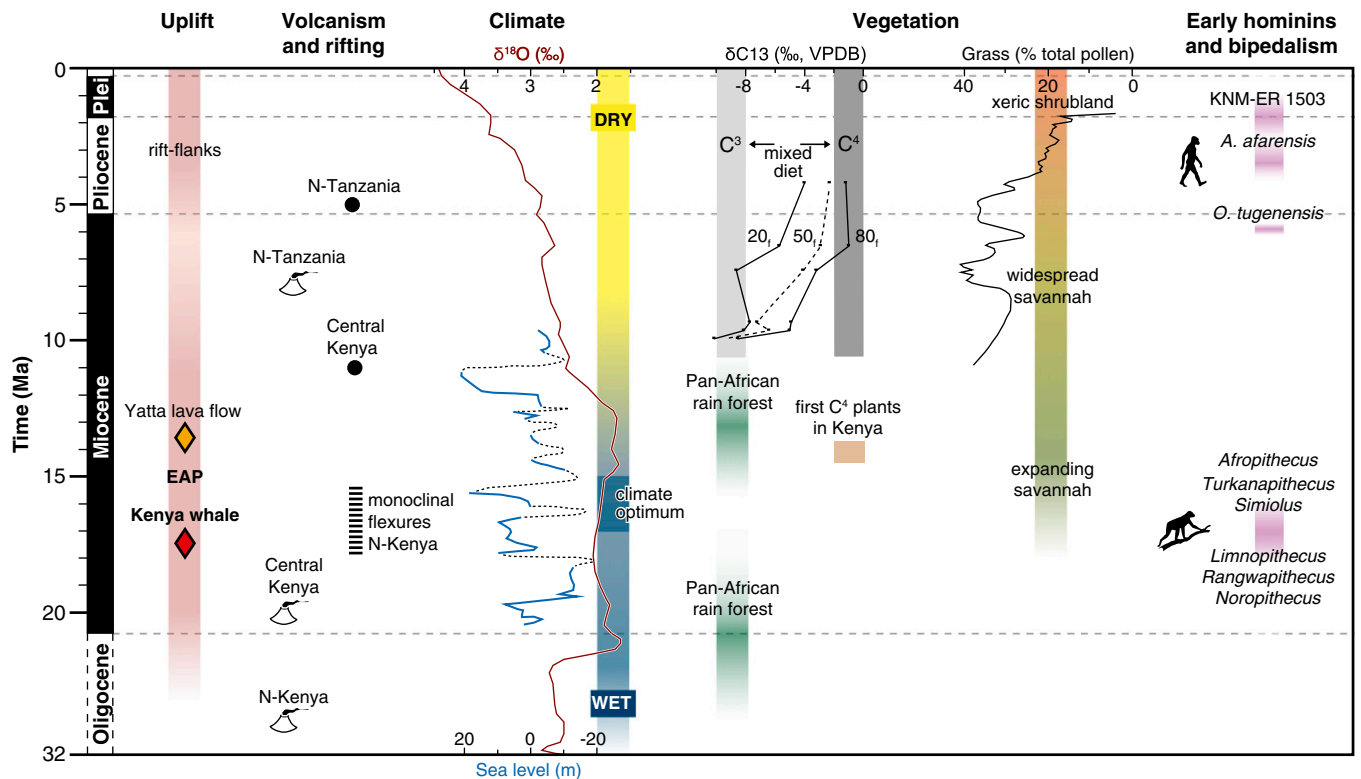 Uplift
Volcanism
and rifting
Climate
δ¹⁸O (‰)
Vegetation
δC13 (‰, VPDB)
Grass (% total pollen)
Early hominins
and bipedalism
Time (Ma)
0
5
10
15
20
32
Plei
Pliocene
Miocene
Oligocene
4
2
-8
-4
0
40
20
0
rift-flanks
Yatta lava flow
EAP
Kenya whale
N-Tanzania
N-Tanzania
Central
Kenya
monoclinal
flexures
N-Kenya
Central
Kenya
N-Kenya
DRY
climate
optimum
WET
20
0
-20
Sea level (m)
C³
mixed
diet
C⁴
20f
50f
80f
Pan-African
rain forest
first C⁴ plants
in Kenya
Pan-African
rain forest
xeric shrubland
widespread
savannah
expanding
savannah
KNM-ER 1503
A. afarensis
O. tugenensis
Afropithecus
Turkanapithecus
Simiolus
Limnopithecus
Rangwapithecus
Noropithecus